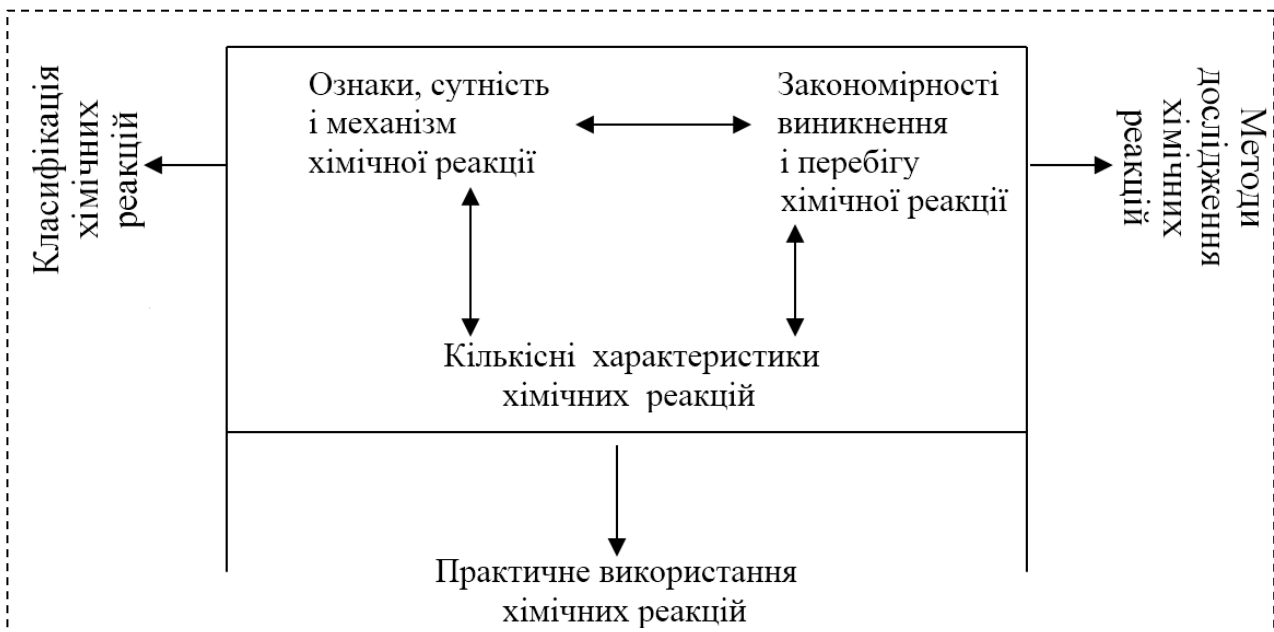 Класифікація
хімічних
реакцій
Ознаки, сутність
і механізм
хімічної реакції
Закономірності
виникнення
і перебігу
хімічної реакції
Методи
дослідження
хімічних
реакцій
Кількісні характеристики
хімічних реакцій
Практичне використання
хімічних реакцій